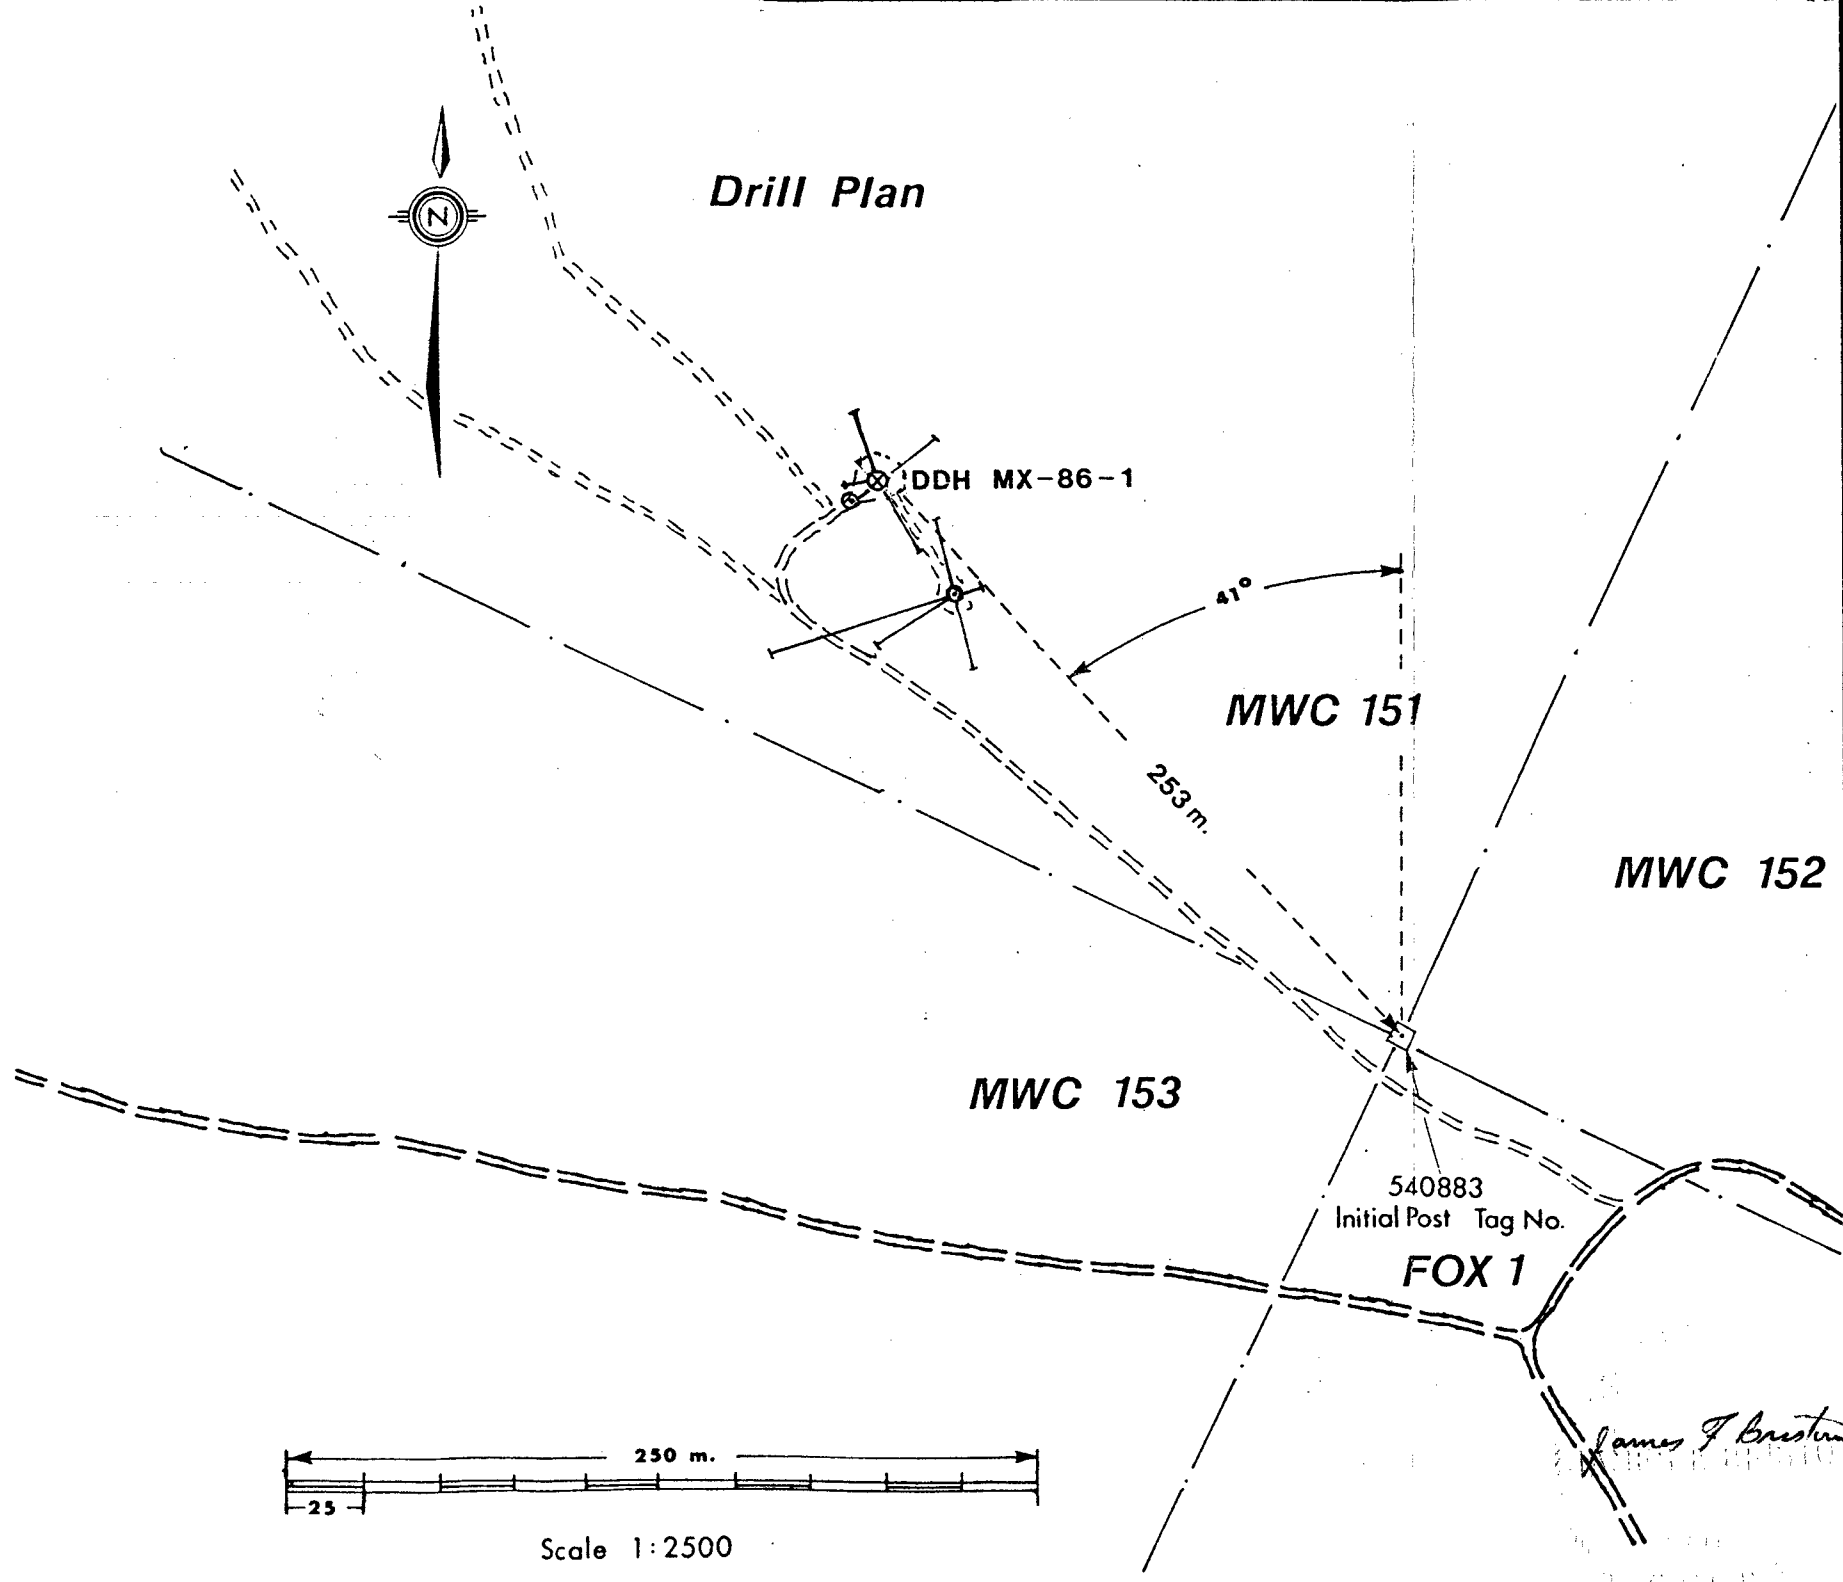 Drill Plan
N
DDH MX-86-1
41°
MWC 151
253 m.
MWC 152
MWC 153
540883
Initial Post Tag No.
FOX 1
James F
250 m.
25
Scale 1:2500